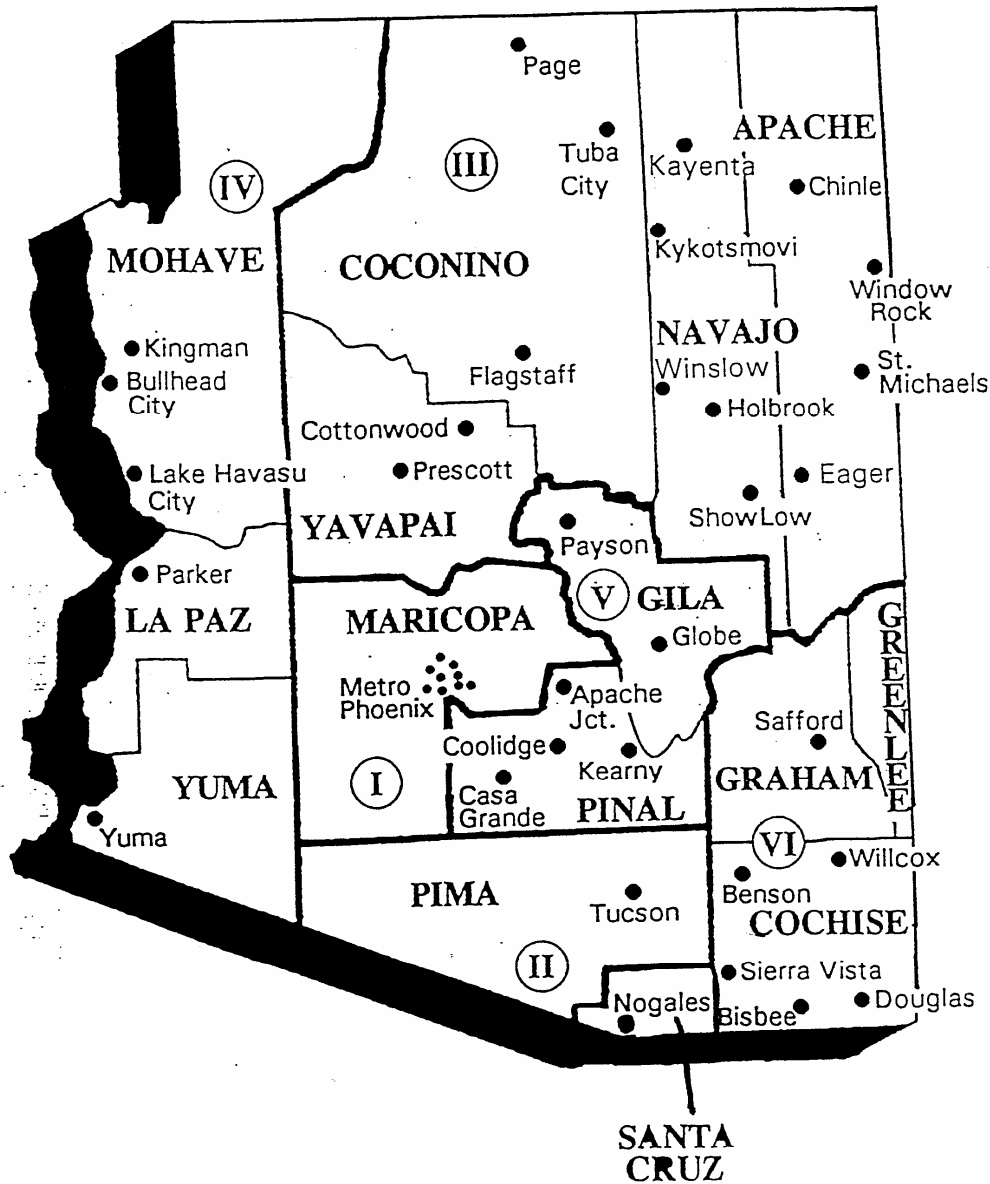 Page
APACHE
III
Tuba
City
Kayenta
IV
Chinle
MOHAVE
COCONINO
Kykotsmovi
Window
Rock
NAVAJO
Kingman
Bullhead
City
Flagstaff
Winslow
St.
Michaels
Holbrook
Cottonwood
Prescott
Lake Havasu
City
Eager
ShowLow
YAVAPAI
Payson
Parker
LA PAZ
MARICOPA
V
GILA
Globe
GREENLEE
Metro
Phoenix
Apache
Jct.
Safford
Coolidge
Kearny
YUMA
I
Casa
Grande
PINAL
GRAHAM
Yuma
VI
Willcox
Benson
PIMA
Tucson
COCHISE
II
Sierra Vista
Nogales
Bisbee
Douglas
SANTA
CRUZ